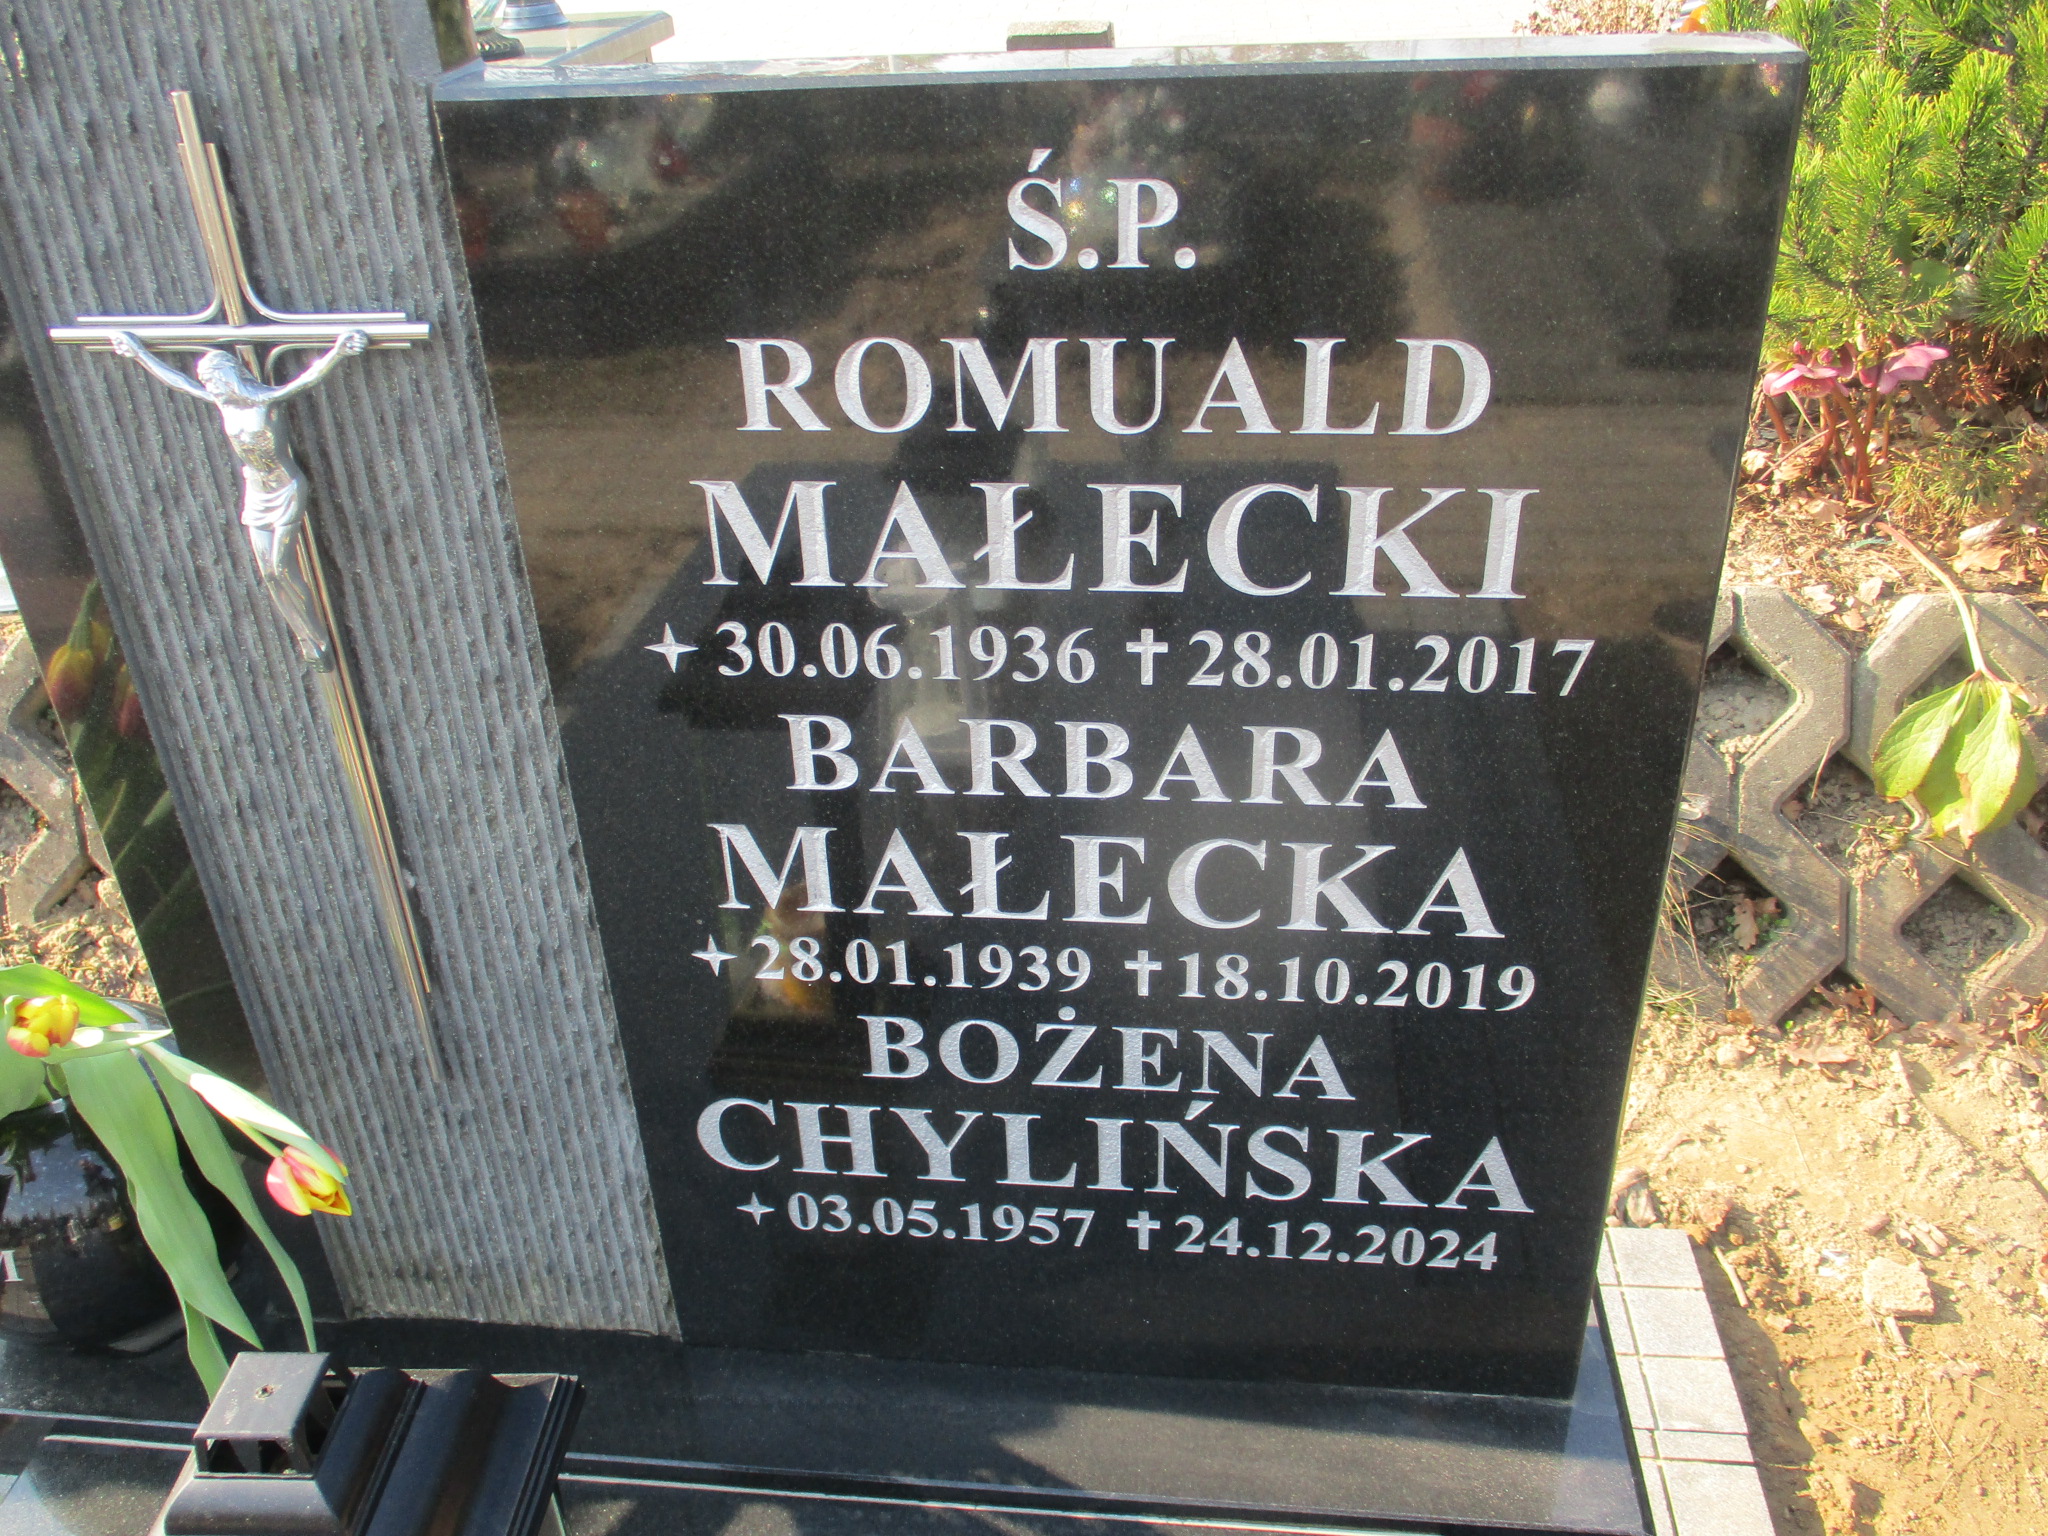 Ś.P.
ROMUALD
MAŁECKI
✦ 30.06.1936 ✝ 28.01.2017
BARBARA
MAŁECKA
✦ 28.01.1939 ✝ 18.10.2019
BOŻENA
CHYLIŃSKA
✦ 03.05.1957 ✝ 24.12.2024